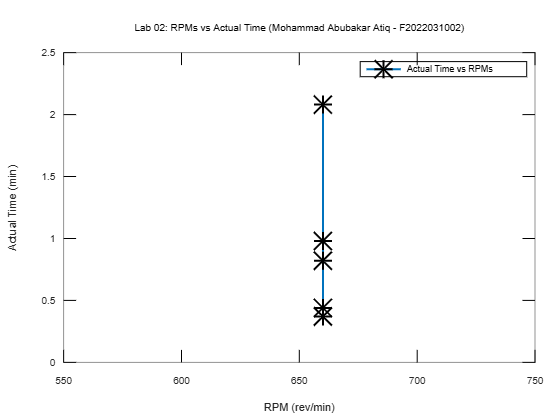 Lab 02: RPMs vs Actual Time (Mohammad Abubakar Atiq - F2022031002)
Actual Time vs RPMs
2.5
2
1.5
1
0.5
0
Actual Time (min)
550
600
650
700
750
RPM (rev/min)